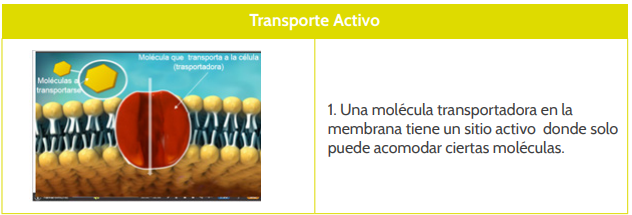 Transporte Activo
Molécula que transporta a la célula
(trasportadora)
Moléculas a
transportarse
1. Una molécula transportadora en la
membrana tiene un sitio activo donde solo
puede acomodar ciertas moléculas.